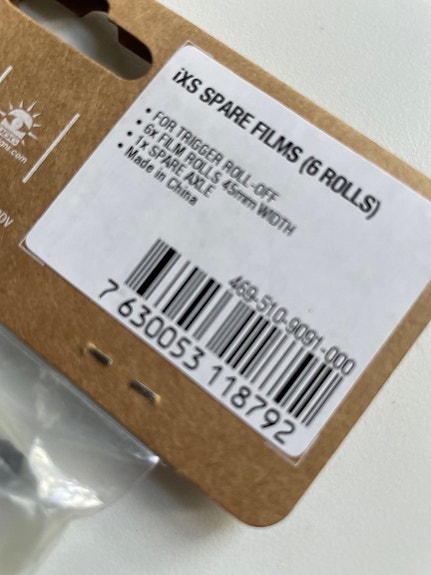 iXS SPARE FILMS (6 ROLLS)
• FOR TRIGGER ROLL-OFF
• 6x FILM ROLLS 45mm WIDTH
• 1x SPARE AXLE
• Made in China
469-510-9091-000
7 630053 118792